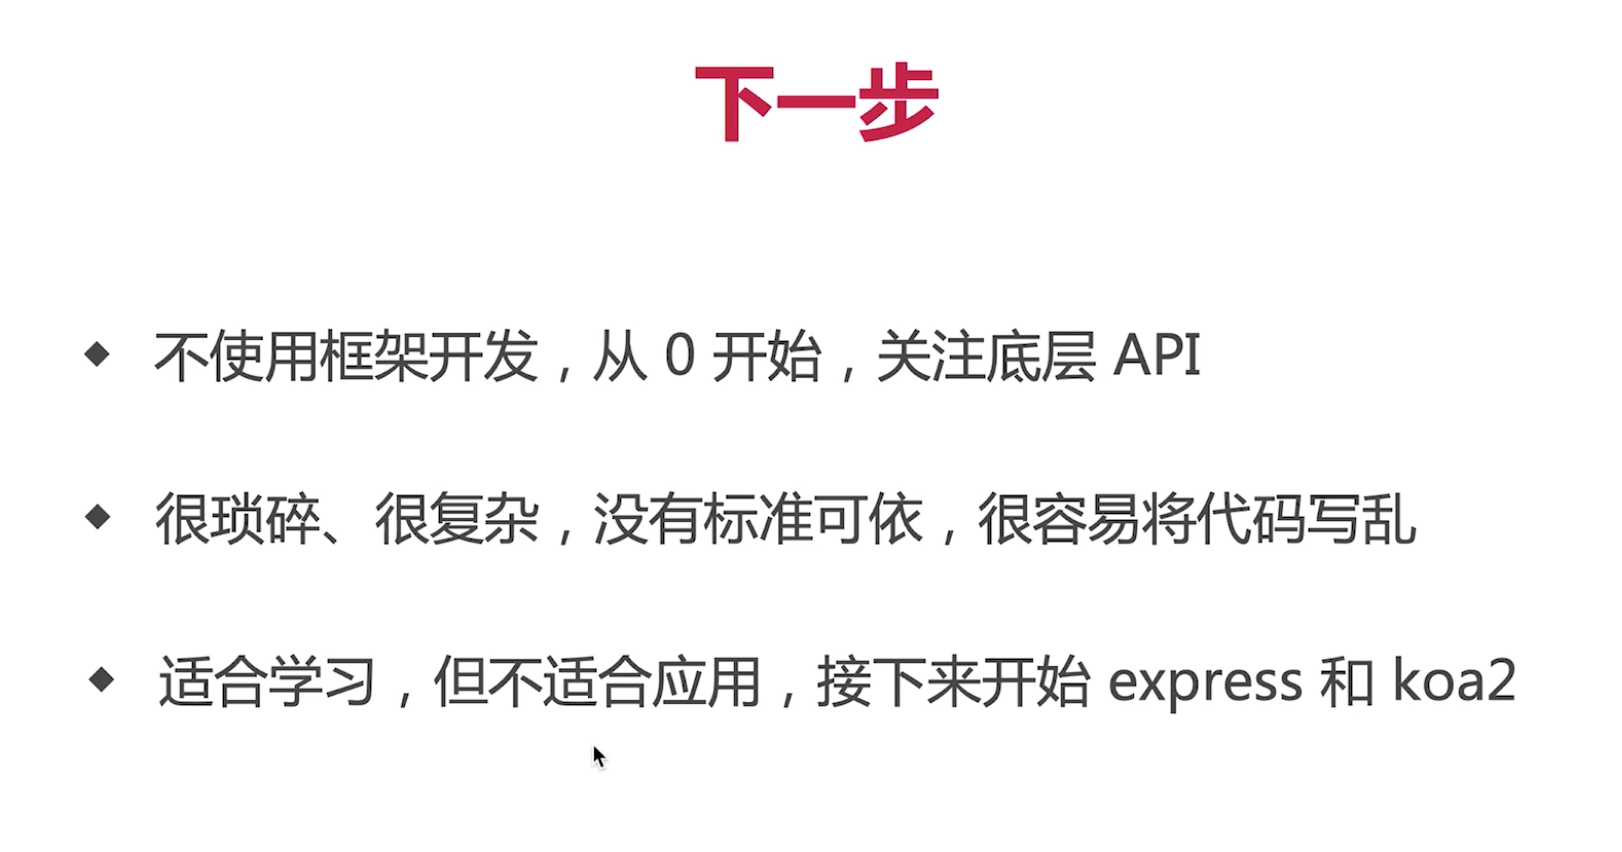 下一步
不使用框架开发，从 0 开始，关注底层 API
很琐碎、很复杂，没有标准可依，很容易将代码写乱
适合学习，但不适合应用，接下来开始 express 和 koa2